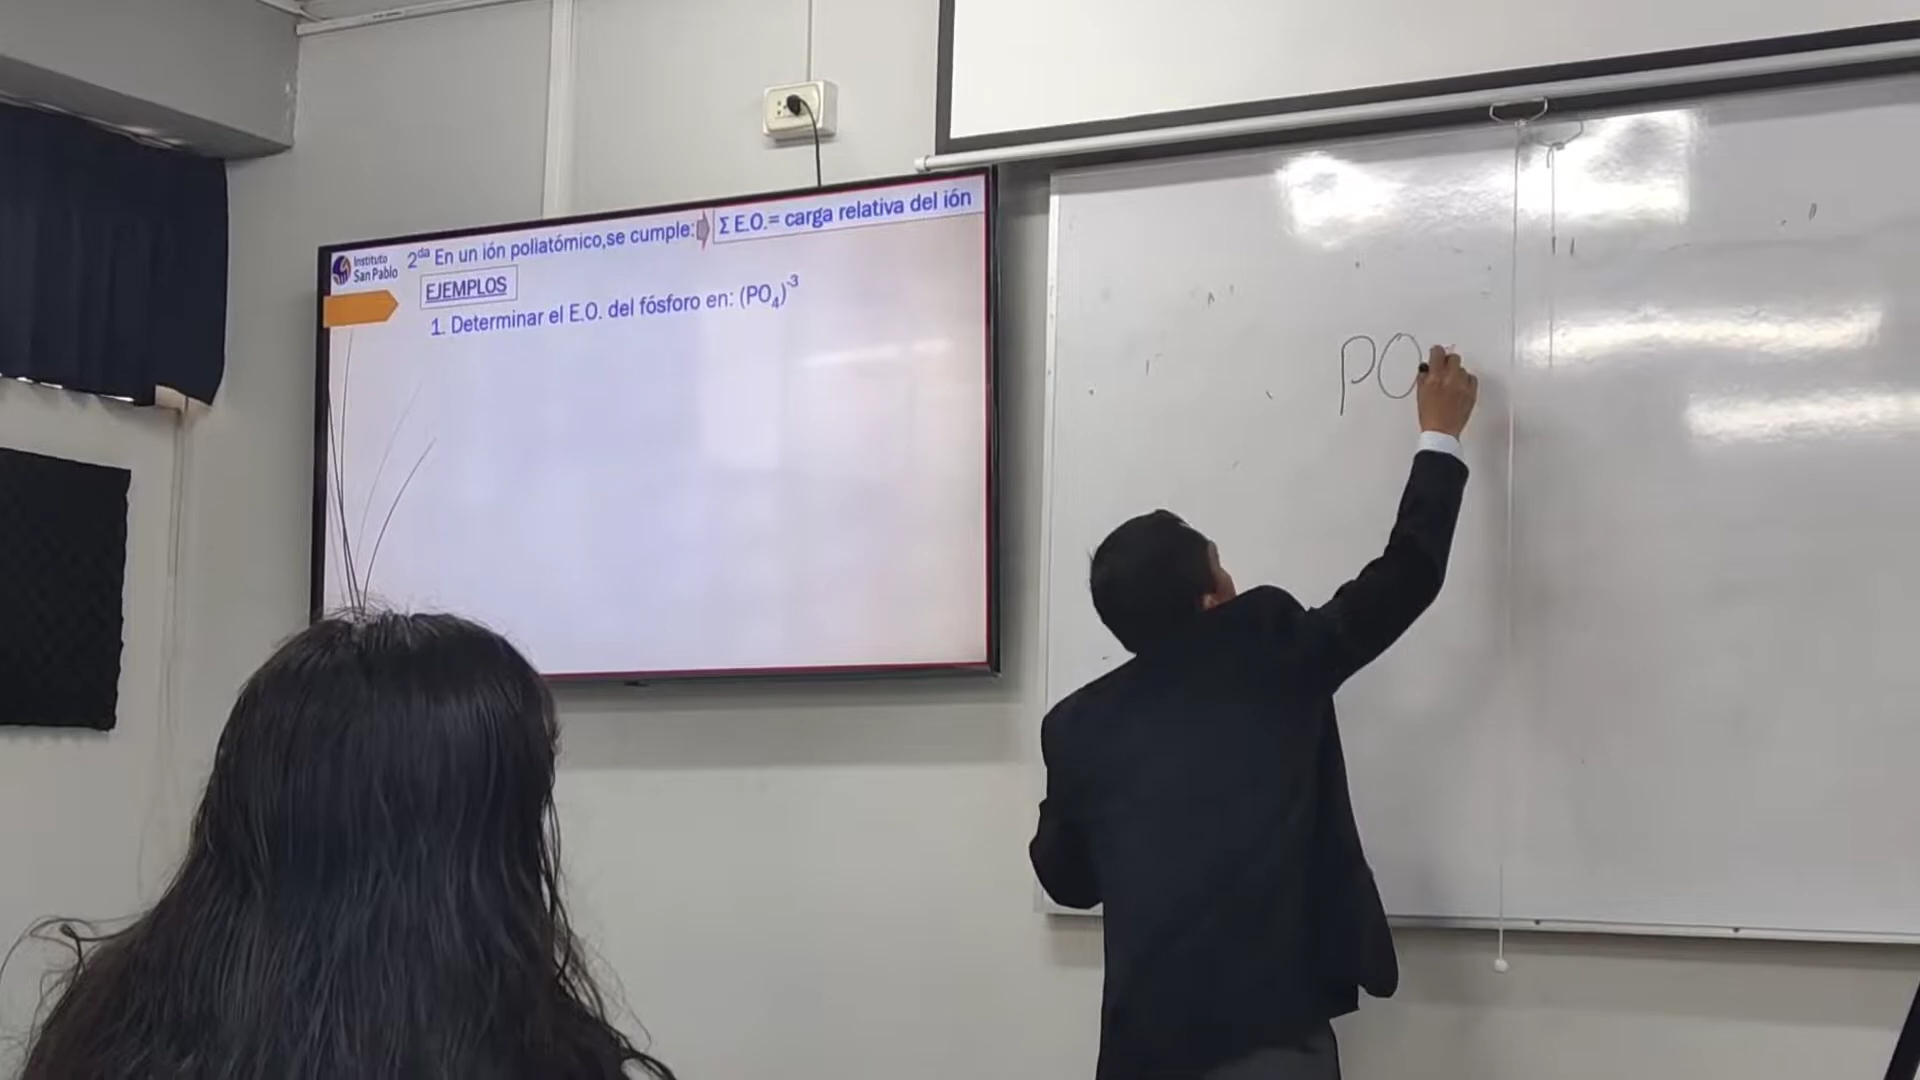 Instituto
San Pablo
2da En un ión poliatómico,se cumple: Σ E.O.= carga relativa del ión
EJEMPLOS
1. Determinar el E.O. del fósforo en: (PO4)-3
PO